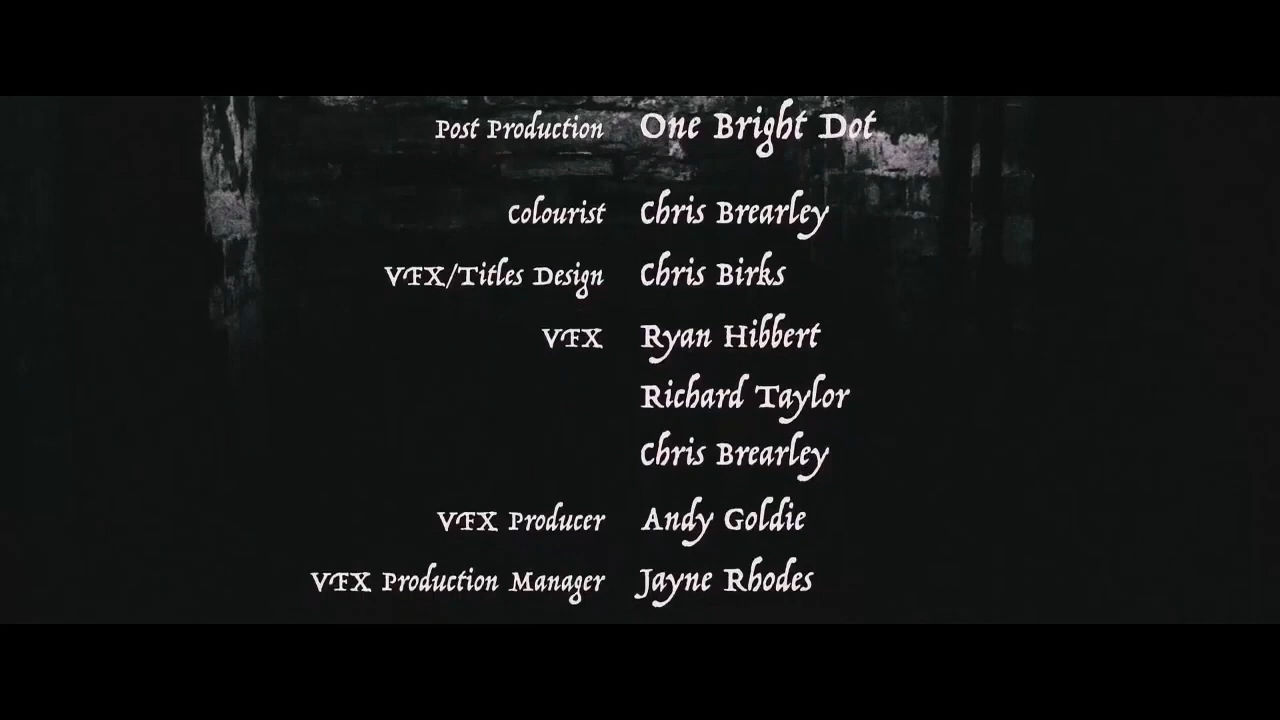 Post Production One Bright Dot
Colourist Chris Brearley
VFX/Titles Design Chris Birks
VFX Ryan Hibbert
Richard Taylor
Chris Brearley
VFX Producer Andy Goldie
VFX Production Manager Jayne Rhodes